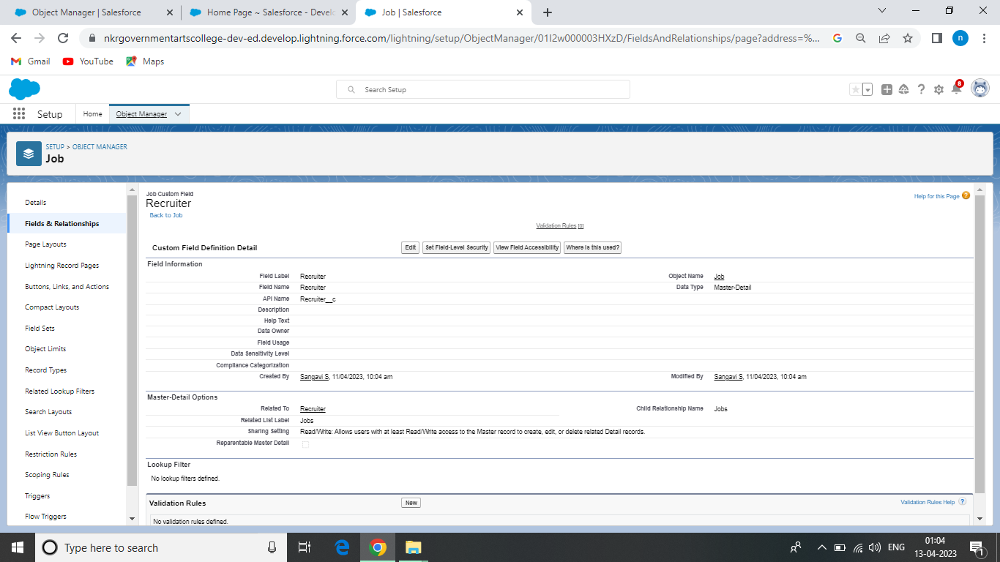 Object Manager | Salesforce
Home Page ~ Salesforce - Develo
Job | Salesforce
nkrgovernmentartscollege-dev-ed.develop.lightning.force.com/lightning/setup/ObjectManager/01I2w000003HXzD/FieldsAndRelationships/page?address=%...
n
Gmail
YouTube
Maps
Search Setup
8
Setup
Home
Object Manager
SETUP > OBJECT MANAGER
Job
Details
Fields & Relationships
Page Layouts
Lightning Record Pages
Buttons, Links, and Actions
Compact Layouts
Field Sets
Object Limits
Record Types
Related Lookup Filters
Search Layouts
List View Button Layout
Restriction Rules
Scoping Rules
Triggers
Flow Triggers
Job Custom Field
Recruiter
Back to Job
Help for this Page ?
Validation Rules [0]
Custom Field Definition Detail
Edit Set Field-Level Security View Field Accessibility Where is this used?
Field Information
Field Label Recruiter Object Name Job
Field Name Recruiter Data Type Master-Detail
API Name Recruiter__c
Description
Help Text
Data Owner
Field Usage
Data Sensitivity Level
Compliance Categorization
Created By Sangavi S, 11/04/2023, 10:04 am Modified By Sangavi S, 11/04/2023, 10:04 am
Master-Detail Options
Related To Recruiter Child Relationship Name Jobs
Related List Label Jobs
Sharing Setting Read/Write: Allows users with at least Read/Write access to the Master record to create, edit, or delete related Detail records.
Reparentable Master Detail
Lookup Filter
No lookup filters defined.
Validation Rules New Validation Rules Help ?
No validation rules defined.
Type here to search
ENG
01:04
13-04-2023
1